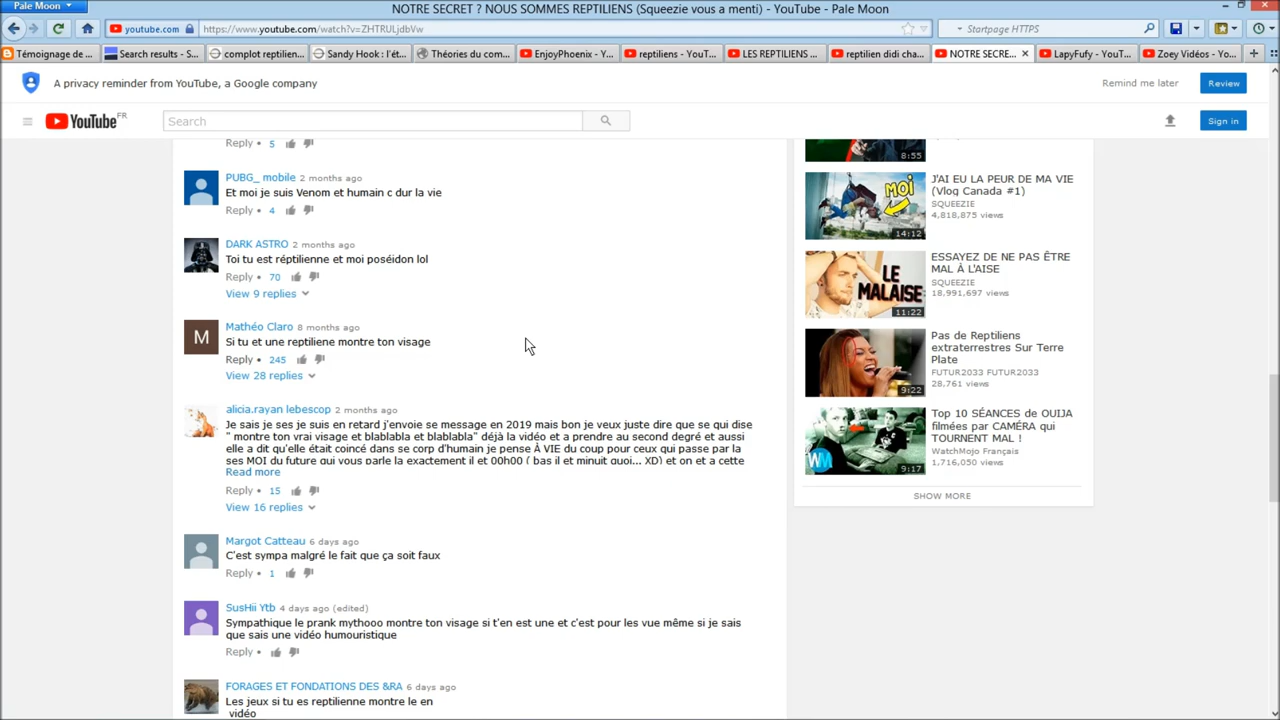 Pale Moon
NOTRE SECRET ? NOUS SOMMES REPTILIENS (Squeezie vous a menti) - YouTube - Pale Moon
youtube.com
https://www.youtube.com/watch?v=ZHTRULjdbVw
Startpage HTTPS
Témoignage de
Search results - S...
complot reptilien...
Sandy Hook : l'ét...
Théories du com...
EnjoyPhoenix - Y...
reptiliens - YouT...
LES REPTILIENS ...
reptilien didi cha...
NOTRE SECRE...
LapyFufy - YouT...
Zoey Vidéos - Yo...
A privacy reminder from YouTube, a Google company
Remind me later
Review
YouTube FR
Search
Sign in
Reply • 5
PUBG_ mobile 2 months ago
Et moi je suis Venom et humain c dur la vie
Reply • 4
DARK ASTRO 2 months ago
Toi tu est réptilienne et moi poséidon lol
Reply • 70
View 9 replies
M
Mathéo Claro 8 months ago
Si tu et une reptiliene montre ton visage
Reply • 245
View 28 replies
alicia.rayan lebescop 2 months ago
Je sais je ses je suis en retard j'envoie se message en 2019 mais bon je veux juste dire que se qui dise
" montre ton vrai visage et blablabla et blablabla" déjà la vidéo et a prendre au second degré et aussi
elle a dit qu'elle était coincé dans se corp d'humain je pense À VIE du coup pour ceux qui passe par la
ses MOI du future qui vous parle la exactement il et 00h00 ( bas il et minuit quoi... XD) et on et a cette
Read more
Reply • 15
View 16 replies
Margot Catteau 6 days ago
C'est sympa malgré le fait que ça soit faux
Reply • 1
SusHii Ytb 4 days ago (edited)
Sympathique le prank mythooo montre ton visage si t'en est une et c'est pour les vue même si je sais
que sais une vidéo humouristique
Reply •
FORAGES ET FONDATIONS DES &RA 6 days ago
Les jeux si tu es reptilienne montre le en
vidéo
8:55
MOI
14:12
J'AI EU LA PEUR DE MA VIE
(Vlog Canada #1)
SQUEEZIE
4,818,875 views
LE
MALAISE
11:22
ESSAYEZ DE NE PAS ÊTRE
MAL À L'AISE
SQUEEZIE
18,991,697 views
9:22
Pas de Reptiliens
extraterrestres Sur Terre
Plate
FUTUR2033 FUTUR2033
28,761 views
9:17
Top 10 SÉANCES de OUIJA
filmées par CAMÉRA qui
TOURNENT MAL !
WatchMojo Français
1,716,050 views
SHOW MORE